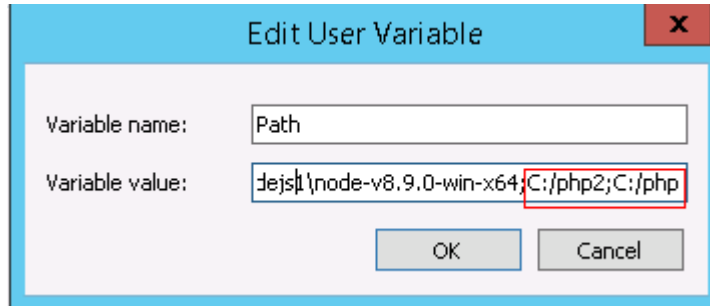 Edit User Variable
x
Variable name:
Path
Variable value:
dejs1\node-v8.9.0-win-x64;C:/php2;C:/php
OK
Cancel